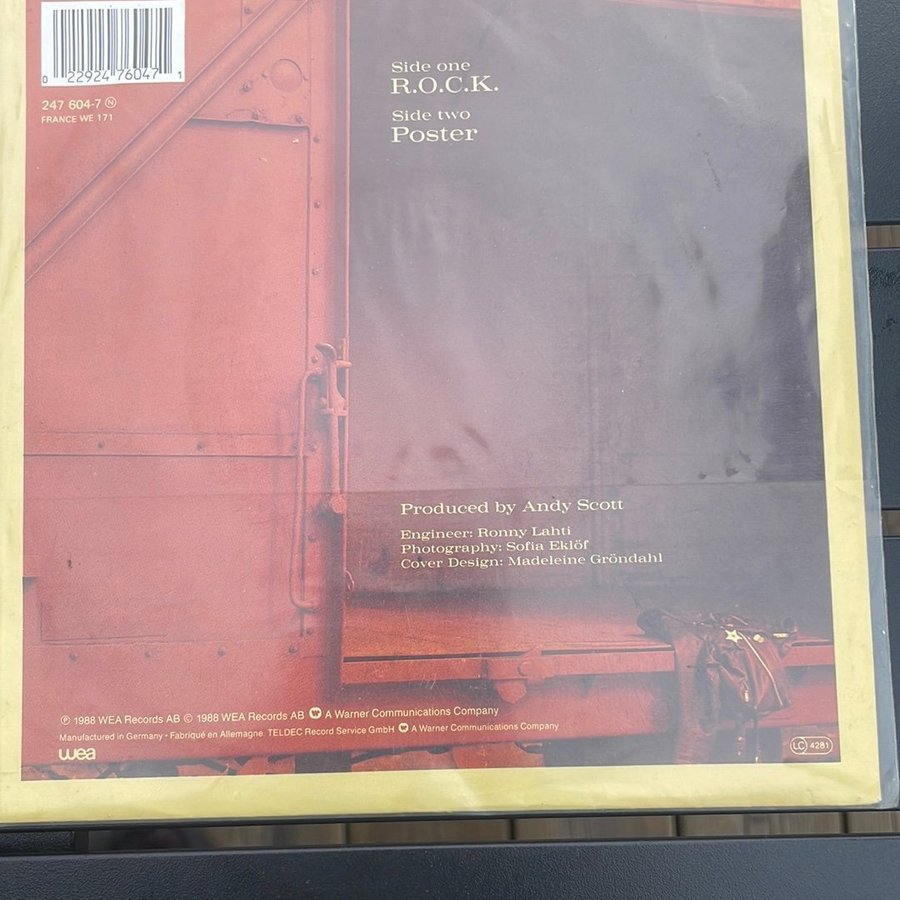 0 22924 76047 1
247 604-7 Ⓝ
FRANCE WE 171
Side one
R.O.C.K.
Side two
Poster
Produced by Andy Scott
Engineer: Ronny Lahti
Photography: Sofia Eklöf
Cover Design: Madeleine Gröndahl
℗ 1988 WEA Records AB © 1988 WEA Records AB A Warner Communications Company
Manufactured in Germany • Fabriqué en Allemagne TELDEC Record Service GmbH A Warner Communications Company
wea
LC 4281